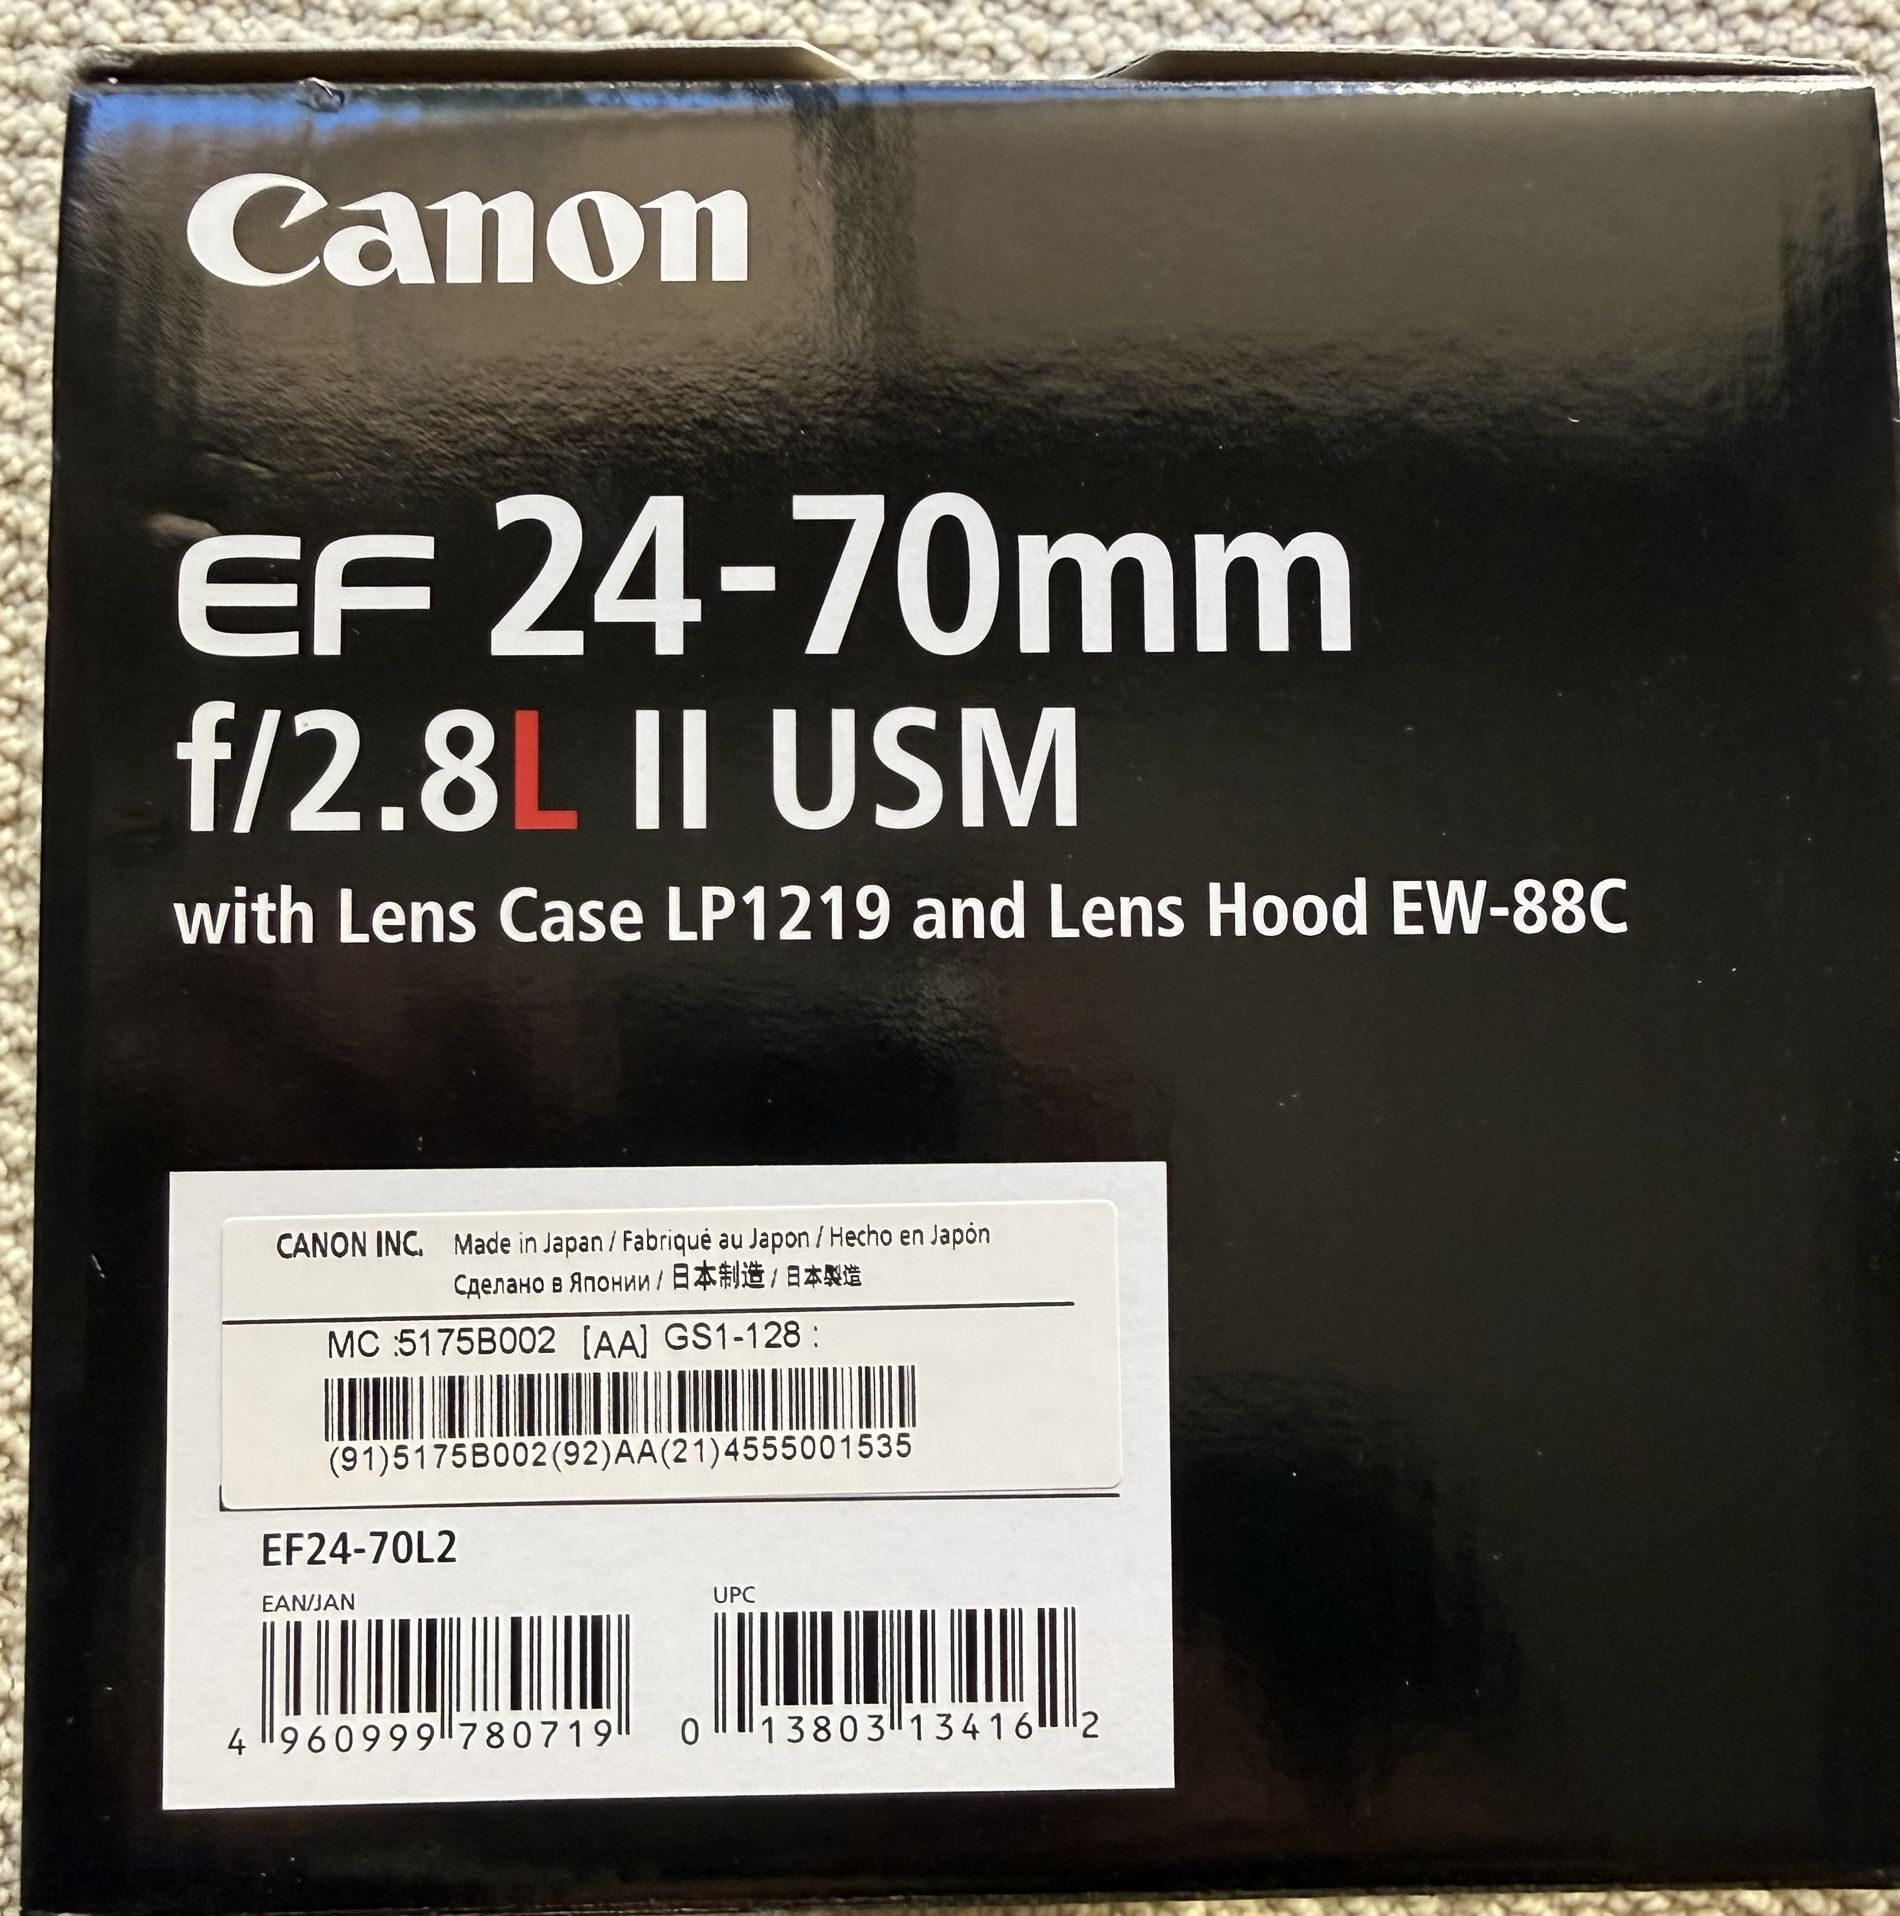 Canon
EF 24-70mm
f/2.8L II USM
with Lens Case LP1219 and Lens Hood EW-88C
CANON INC. Made in Japan / Fabriqué au Japon / Hecho en Japón
Сделано в Японии / 日本制造 / 日本製造
MC :5175B002 [AA] GS1-128 :
(91)5175B002(92)AA(21)4555001535
EF24-70L2
EAN/JAN UPC
4 960999 780719 0 13803 13416 2